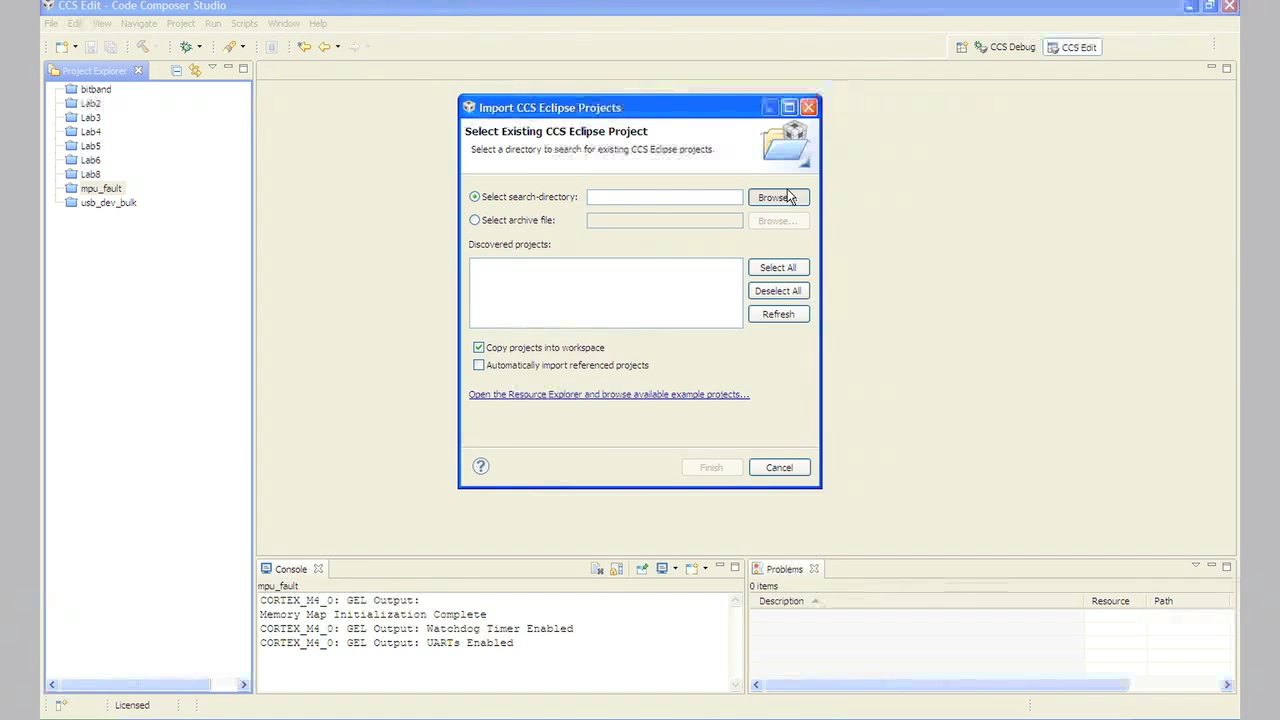 CCS Edit - Code Composer Studio
File Edit View Navigate Project Run Scripts Window Help
CCS Debug CCS Edit
Project Explorer
bitband
Lab2
Lab3
Lab4
Lab5
Lab6
Lab8
mpu_fault
usb_dev_bulk
Import CCS Eclipse Projects
Select Existing CCS Eclipse Project
Select a directory to search for existing CCS Eclipse projects.
Select search-directory:
Browse...
Select archive file:
Browse...
Discovered projects:
Select All
Deselect All
Refresh
Copy projects into workspace
Automatically import referenced projects
Open the Resource Explorer and browse available example projects...
Finish
Cancel
Console
mpu_fault
CORTEX_M4_0: GEL Output:
Memory Map Initialization Complete
CORTEX_M4_0: GEL Output: Watchdog Timer Enabled
CORTEX_M4_0: GEL Output: UARTs Enabled
Problems
0 items
Description Resource Path
Licensed